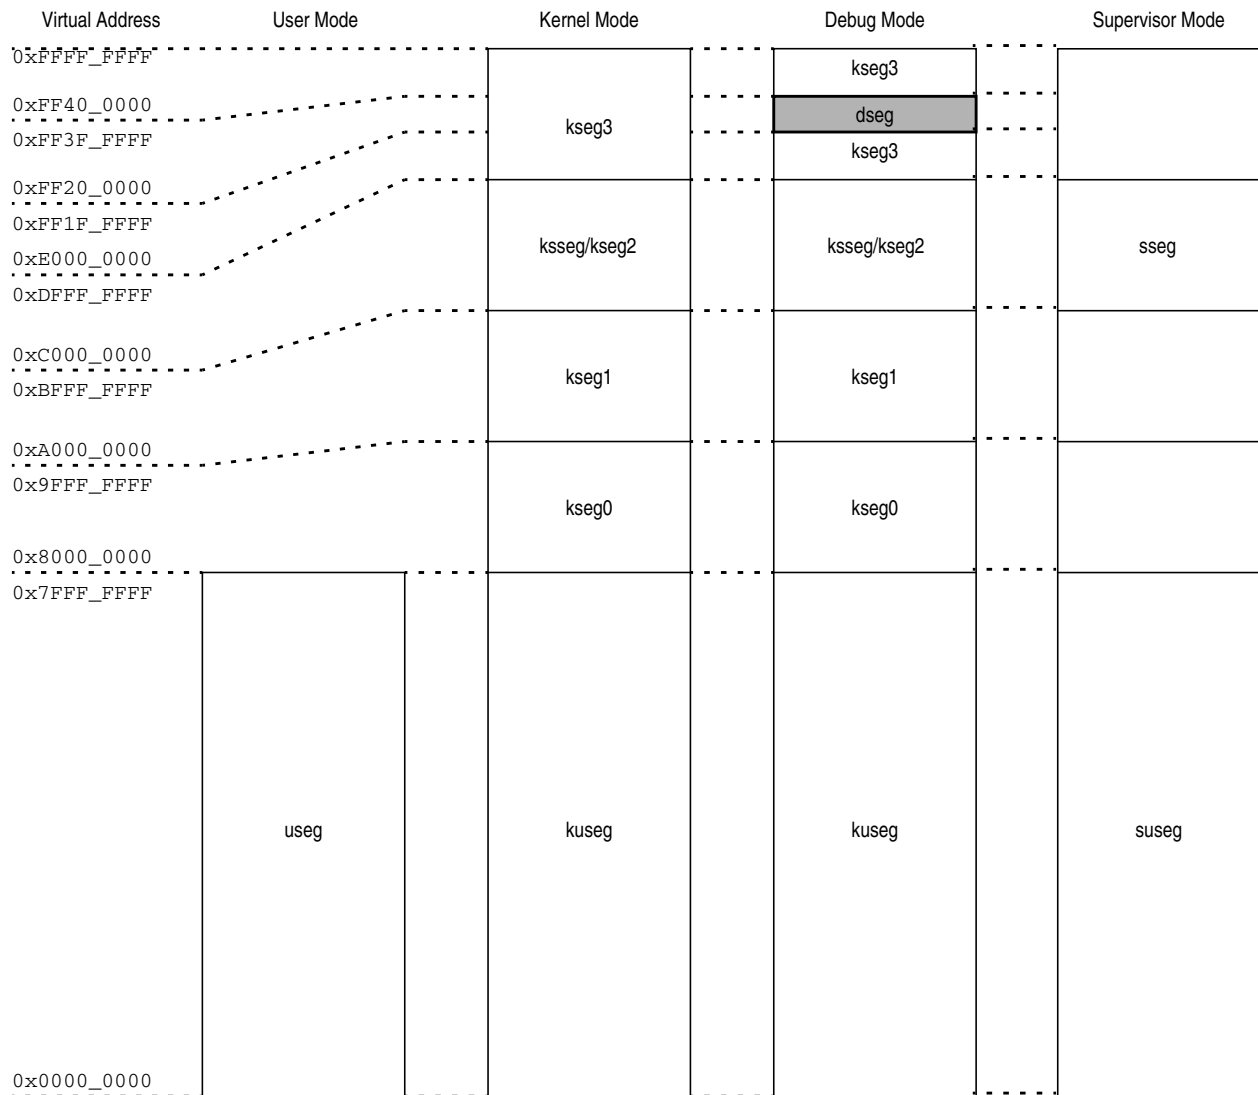 Virtual Address User Mode Kernel Mode Debug Mode Supervisor Mode
0xFFFF_FFFF
kseg3
0xFF40_0000
dseg
kseg3
0xFF3F_FFFF
kseg3
0xFF20_0000
0xFF1F_FFFF
ksseg/kseg2 ksseg/kseg2 sseg
0xE000_0000
0xDFFF_FFFF
0xC000_0000
kseg1 kseg1
0xBFFF_FFFF
0xA000_0000
0x9FFF_FFFF
kseg0 kseg0
0x8000_0000
0x7FFF_FFFF
useg kuseg kuseg suseg
0x0000_0000